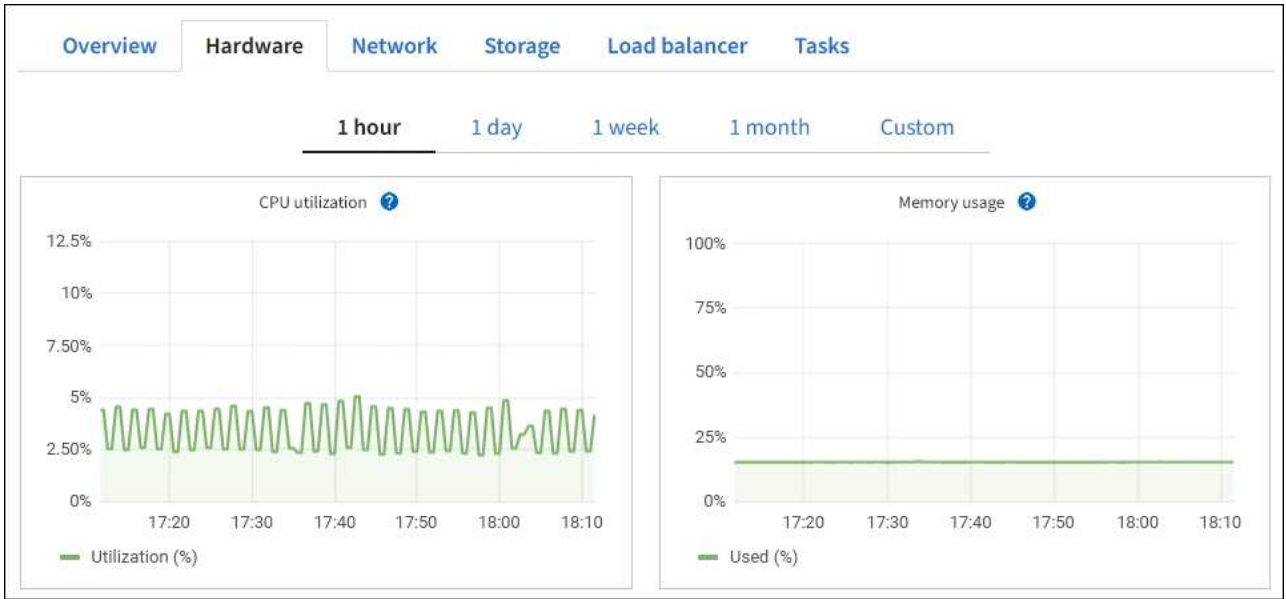 Overview Hardware Network Storage Load balancer Tasks
1 hour 1 day 1 week 1 month Custom
CPU utilization ?
12.5%
10%
7.50%
5%
2.50%
0%
17:20 17:30 17:40 17:50 18:00 18:10
Utilization (%)
Memory usage ?
100%
75%
50%
25%
0%
17:20 17:30 17:40 17:50 18:00 18:10
Used (%)